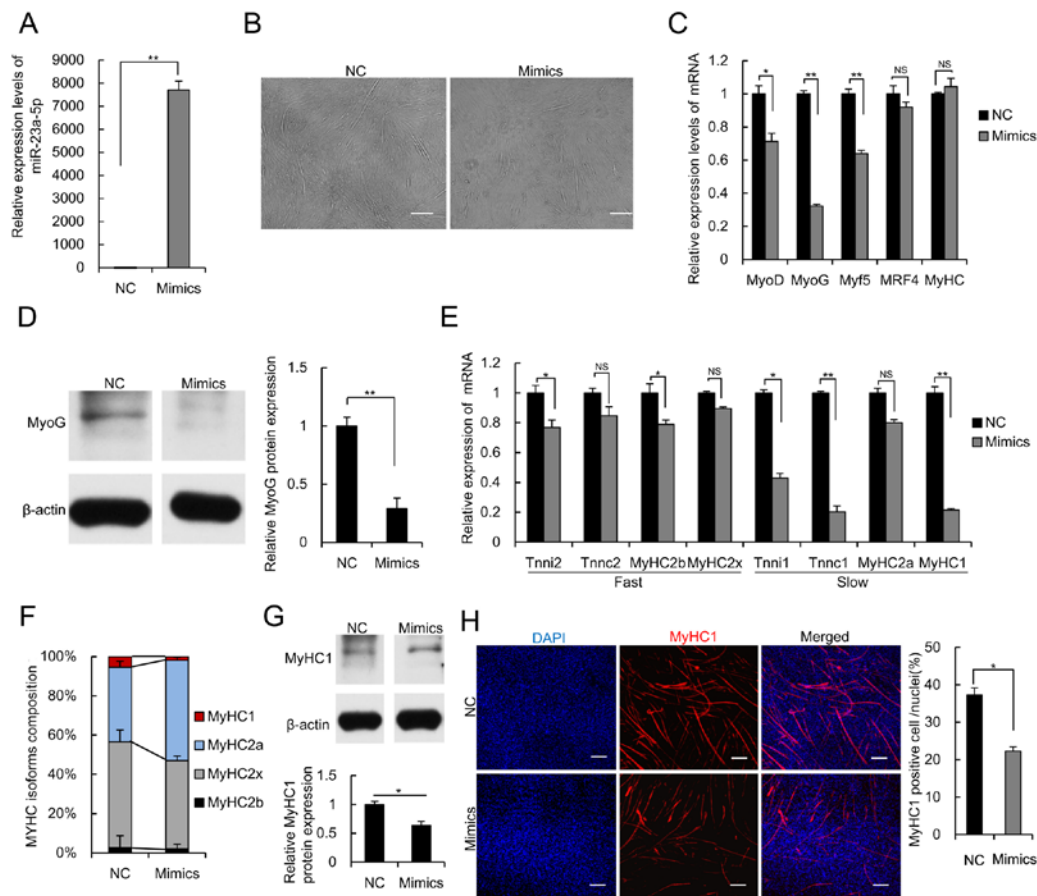 A
Relative expression levels of
miR-23a-5p
9000
8000
7000
6000
5000
4000
3000
2000
1000
0
**
NC
Mimics
B
NC
Mimics
C
Relative expression levels of mRNA
1.2
1
0.8
0.6
0.4
0.2
0
*
**
**
NS
NS
NC
Mimics
MyoD
MyoG
Myf5
MRF4
MyHC
D
NC
Mimics
MyoG
β-actin
Relative MyoG protein expression
1.5
1
0.5
0
**
NC
Mimics
E
Relative expression of mRNA
1.2
1
0.8
0.6
0.4
0.2
0
*
NS
*
NS
*
**
NS
**
NC
Mimics
Tnni2
Tnnc2
MyHC2b
MyHC2x
Tnni1
Tnnc1
MyHC2a
MyHC1
Fast
Slow
F
MYHC isoforms composition
100%
80%
60%
40%
20%
0%
NC
Mimics
MyHC1
MyHC2a
MyHC2x
MyHC2b
G
NC
Mimics
MyHC1
β-actin
Relative MyHC1
protein expression
1.5
1
0.5
0
*
NC
Mimics
H
DAPI
MyHC1
Merged
NC
Mimics
MyHC1 positive cell /nuclei(%)
50
40
30
20
10
0
*
NC
Mimics